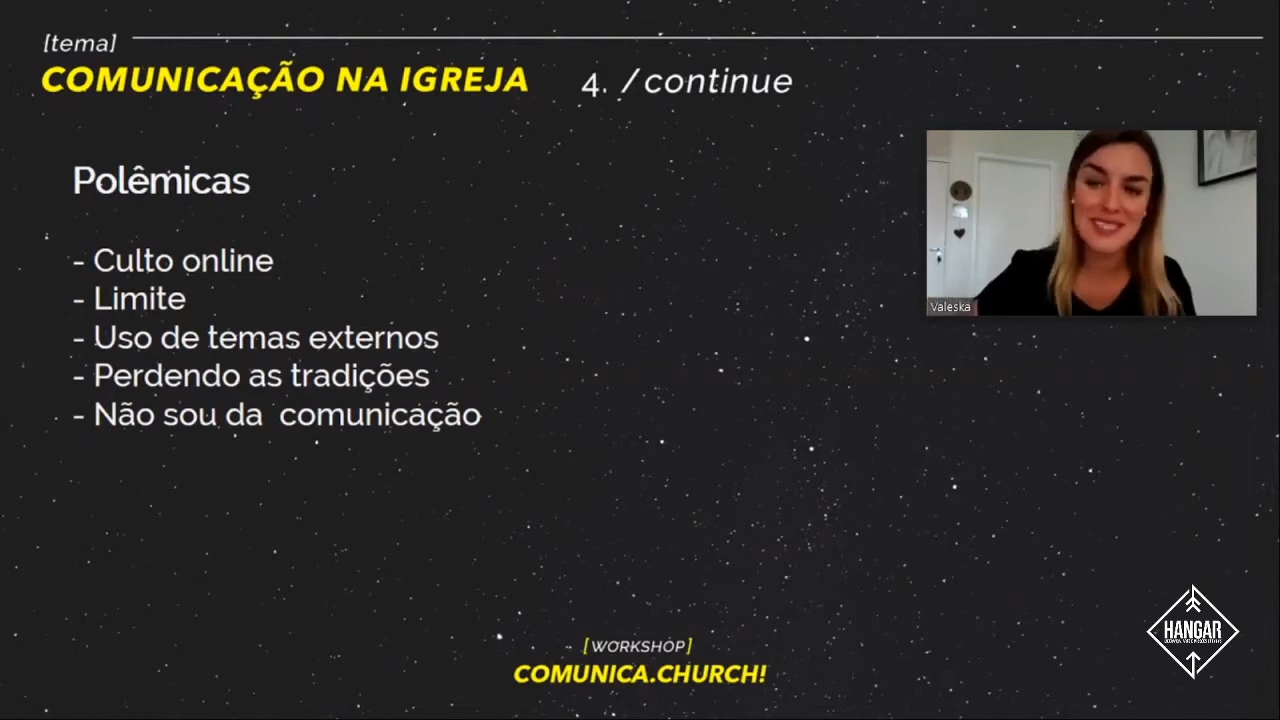 [tema]
COMUNICAÇÃO NA IGREJA 4. /continue
Polêmicas
- Culto online
- Limite
- Uso de temas externos
- Perdendo as tradições
- Não sou da comunicação
Valeska
HANGAR
[WORKSHOP]
COMUNICA.CHURCH!